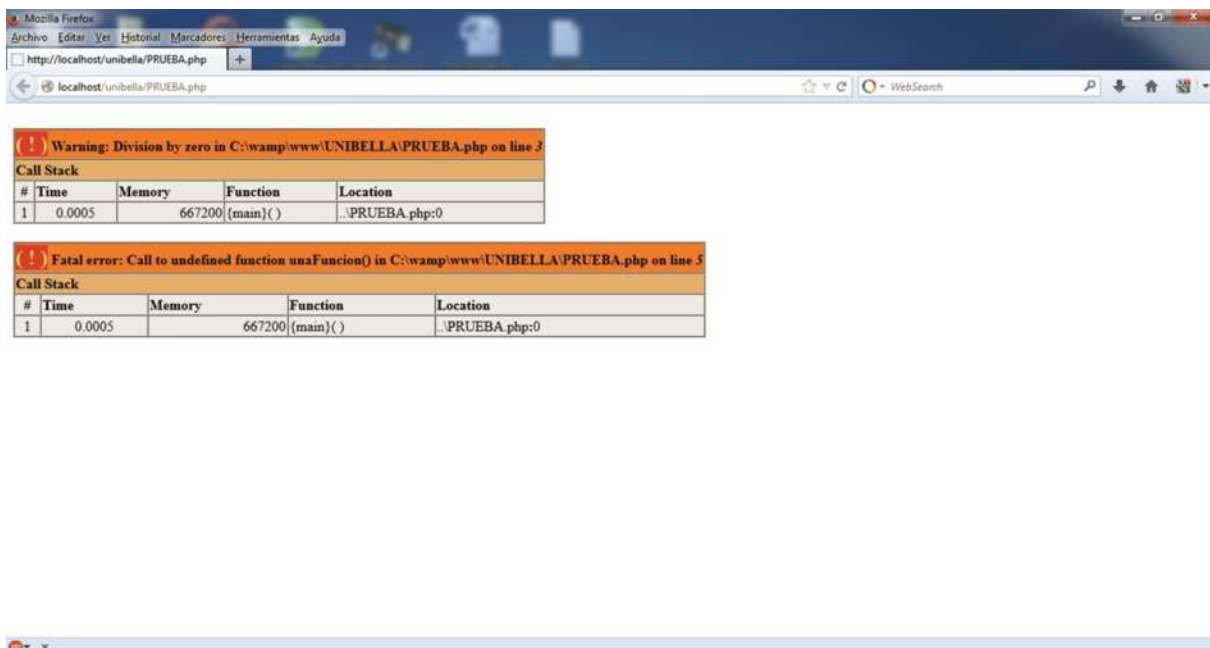 Mozilla Firefox
Archivo Editar Ver Historial Marcadores Herramientas Ayuda
http://localhost/unibella/PRUEBA.php +
localhost/unibella/PRUEBA.php WebSearch
( ! ) Warning: Division by zero in C:\wamp\www\UNIBELLA\PRUEBA.php on line 3
Call Stack
# Time Memory Function Location
1 0.0005 667200 {main}( ) ..\PRUEBA.php:0
( ! ) Fatal error: Call to undefined function unaFuncion() in C:\wamp\www\UNIBELLA\PRUEBA.php on line 5
Call Stack
# Time Memory Function Location
1 0.0005 667200 {main}( ) ..\PRUEBA.php:0